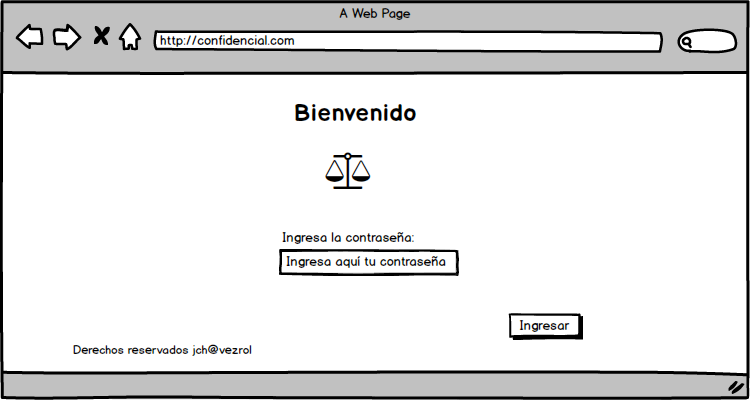 A Web Page
http://confidencial.com
Bienvenido
Ingresa la contraseña:
Ingresa aquí tu contraseña
Ingresar
Derechos reservados jch@vezrol